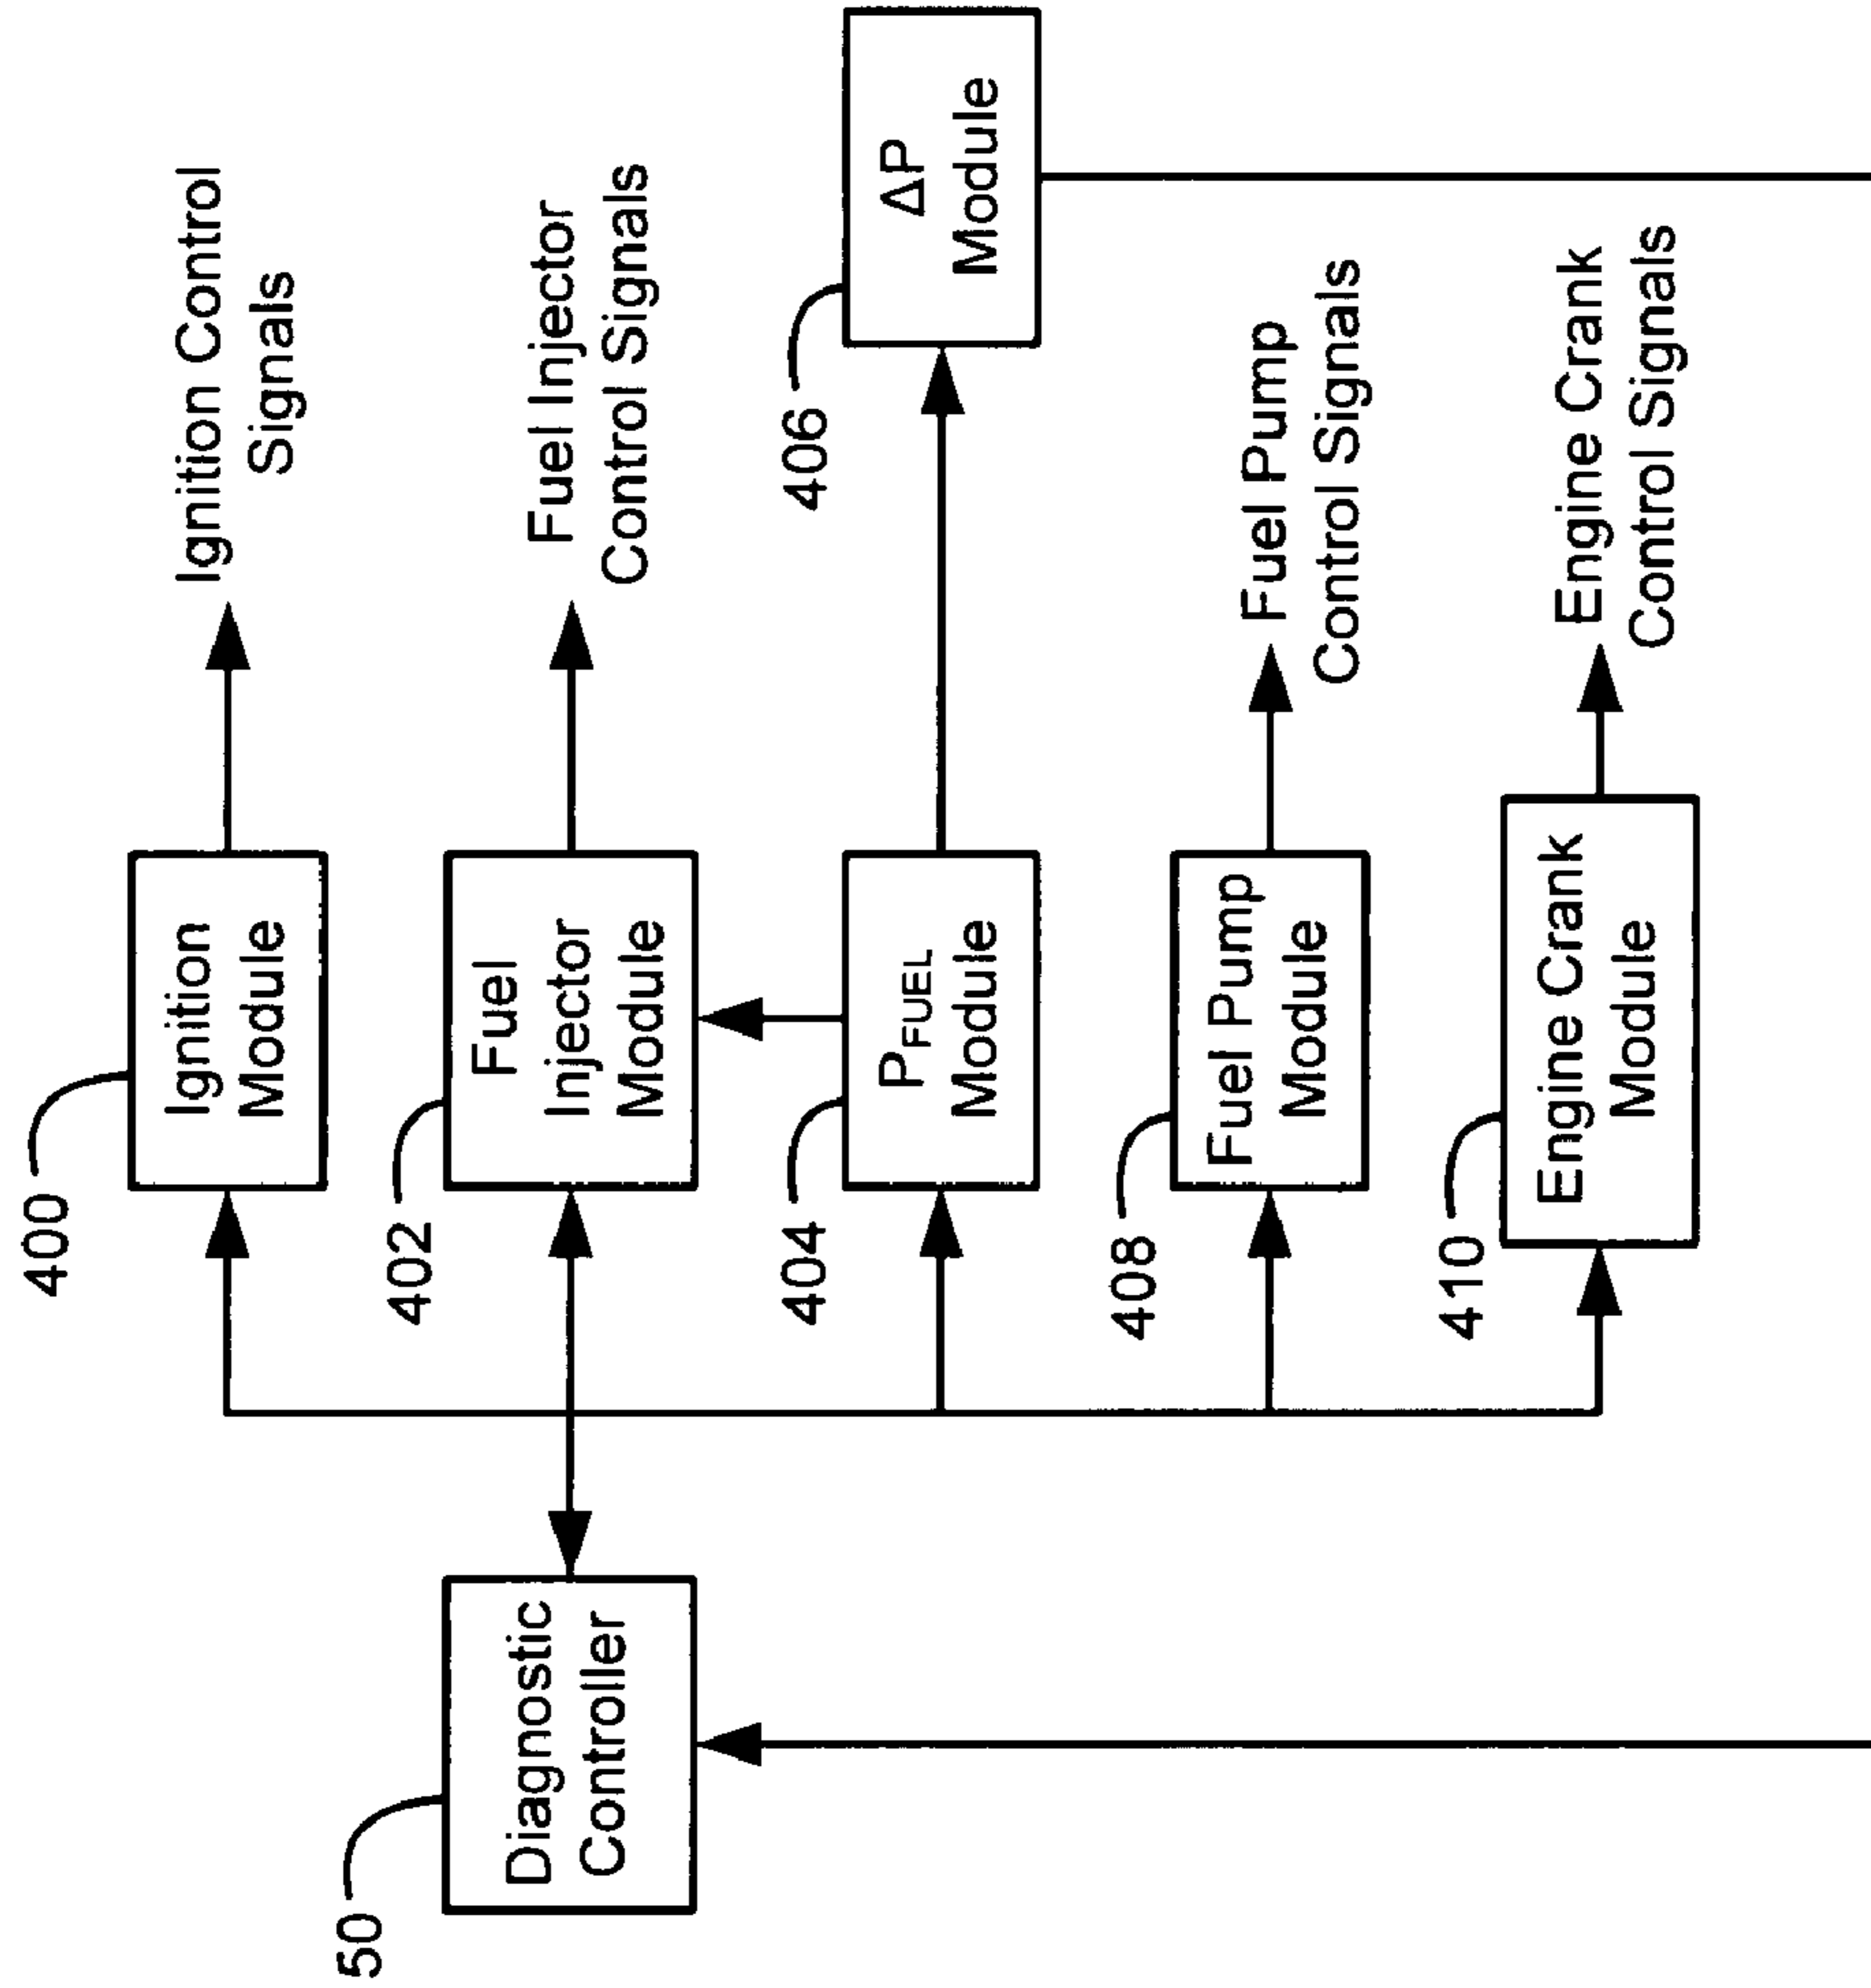 400
Ignition
Module
Ignition Control
Signals
50
Diagnostic
Controller
402
Fuel
Injector
Module
Fuel Injector
Control Signals
404
PFUEL
Module
406
ΔP
Module
408
Fuel Pump
Module
Fuel Pump
Control Signals
410
Engine Crank
Module
Engine Crank
Control Signals